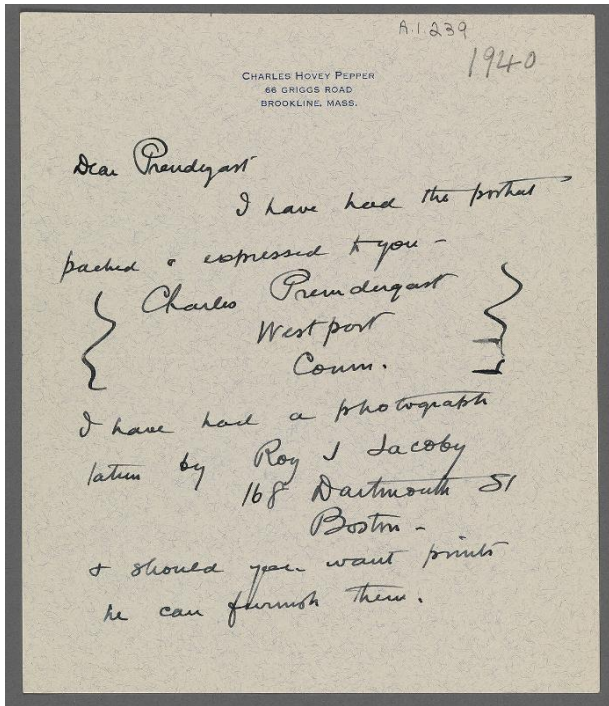 A.1.239
1940
CHARLES HOVEY PEPPER
66 GRIGGS ROAD
BROOKLINE, MASS.
Dear Prendergast
I have had the portrait
packed & expressed to you –
Charles Prendergast
Westport
Conn.
I have had a photograph
taken by Roy J Jacoby
168 Dartmouth St
Boston –
& should you want prints
he can furnish them.